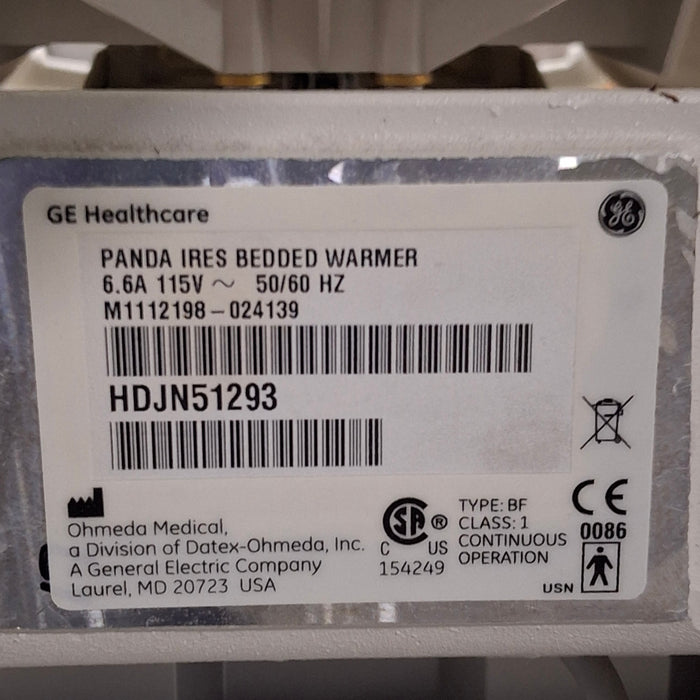 GE Healthcare
GE
PANDA IRES BEDDED WARMER
6.6A 115V ~ 50/60 HZ
M1112198-024139
HDJN51293
Ohmeda Medical,
a Division of Datex-Ohmeda, Inc.
A General Electric Company
Laurel, MD 20723 USA
SA ®
C US
154249
TYPE: BF
CLASS: 1
CONTINUOUS
OPERATION
CE
0086
USN